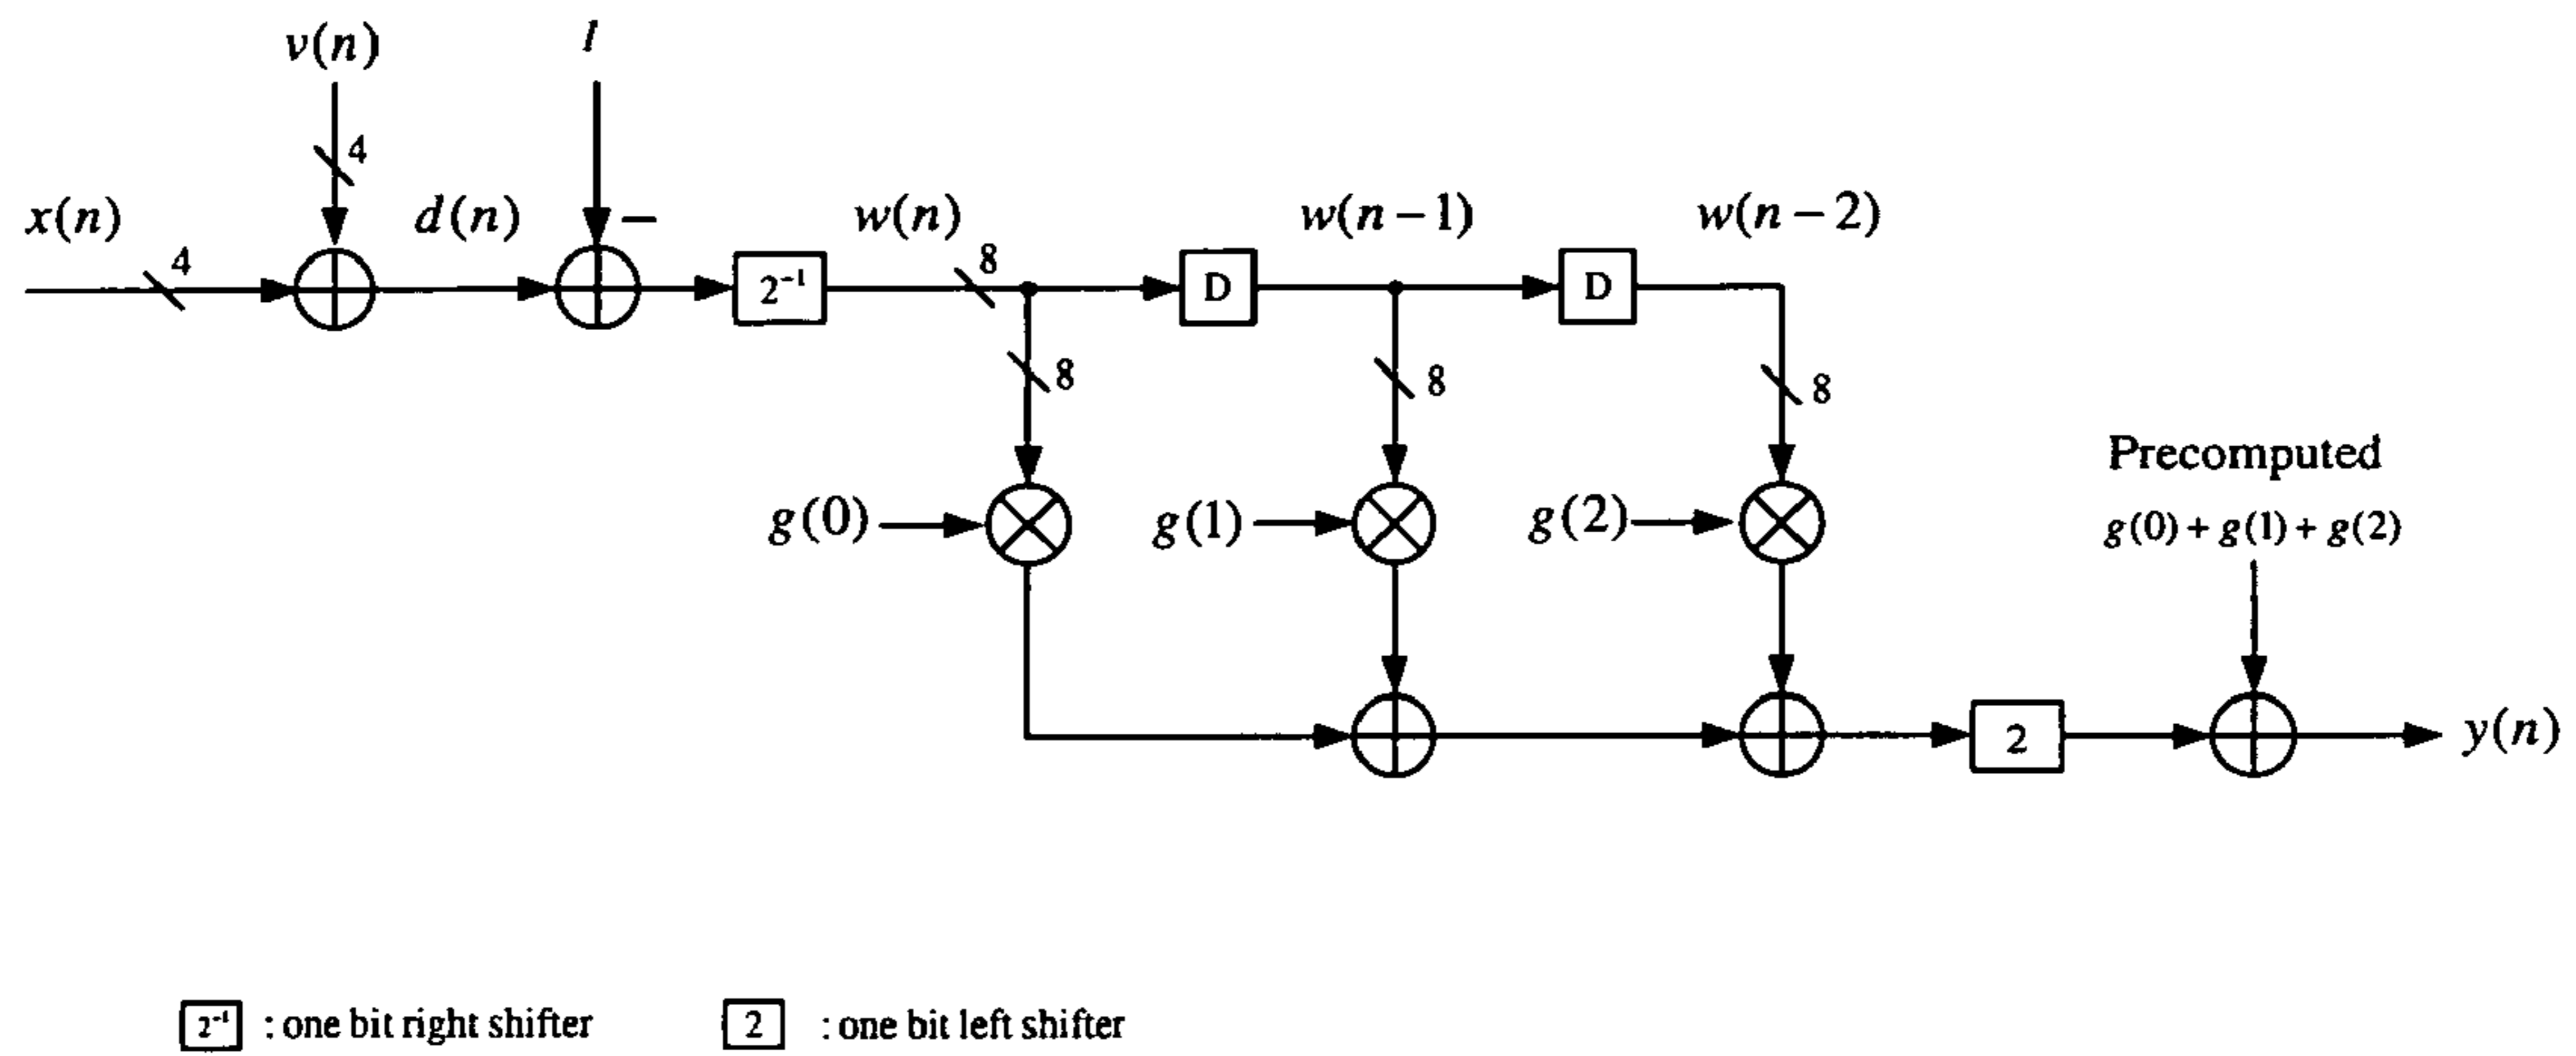 v(n) 1
4
x(n) 4 d(n) − w(n) 8 w(n−1) w(n−2)
2⁻¹ D D
8 8 8
g(0) g(1) g(2)
Precomputed
g(0) + g(1) + g(2)
2 y(n)
2⁻¹ : one bit right shifter 2 : one bit left shifter